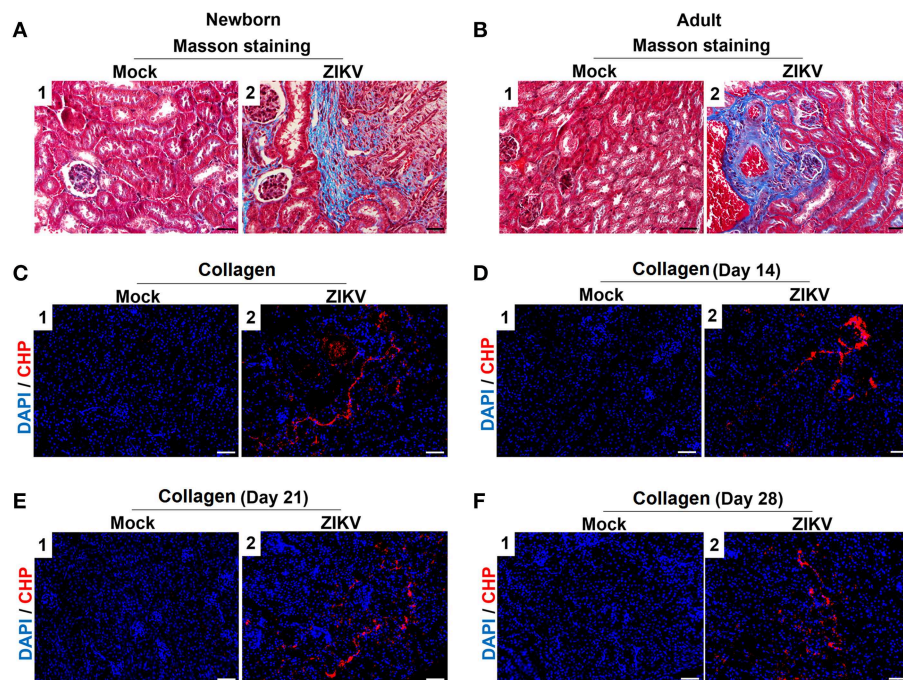 A
Newborn
Masson staining
Mock
ZIKV
1
2
B
Adult
Masson staining
Mock
ZIKV
1
2
C
Collagen
Mock
ZIKV
DAPI / CHP
1
2
D
Collagen (Day 14)
Mock
ZIKV
DAPI / CHP
1
2
E
Collagen (Day 21)
Mock
ZIKV
DAPI / CHP
1
2
F
Collagen (Day 28)
Mock
ZIKV
DAPI / CHP
1
2